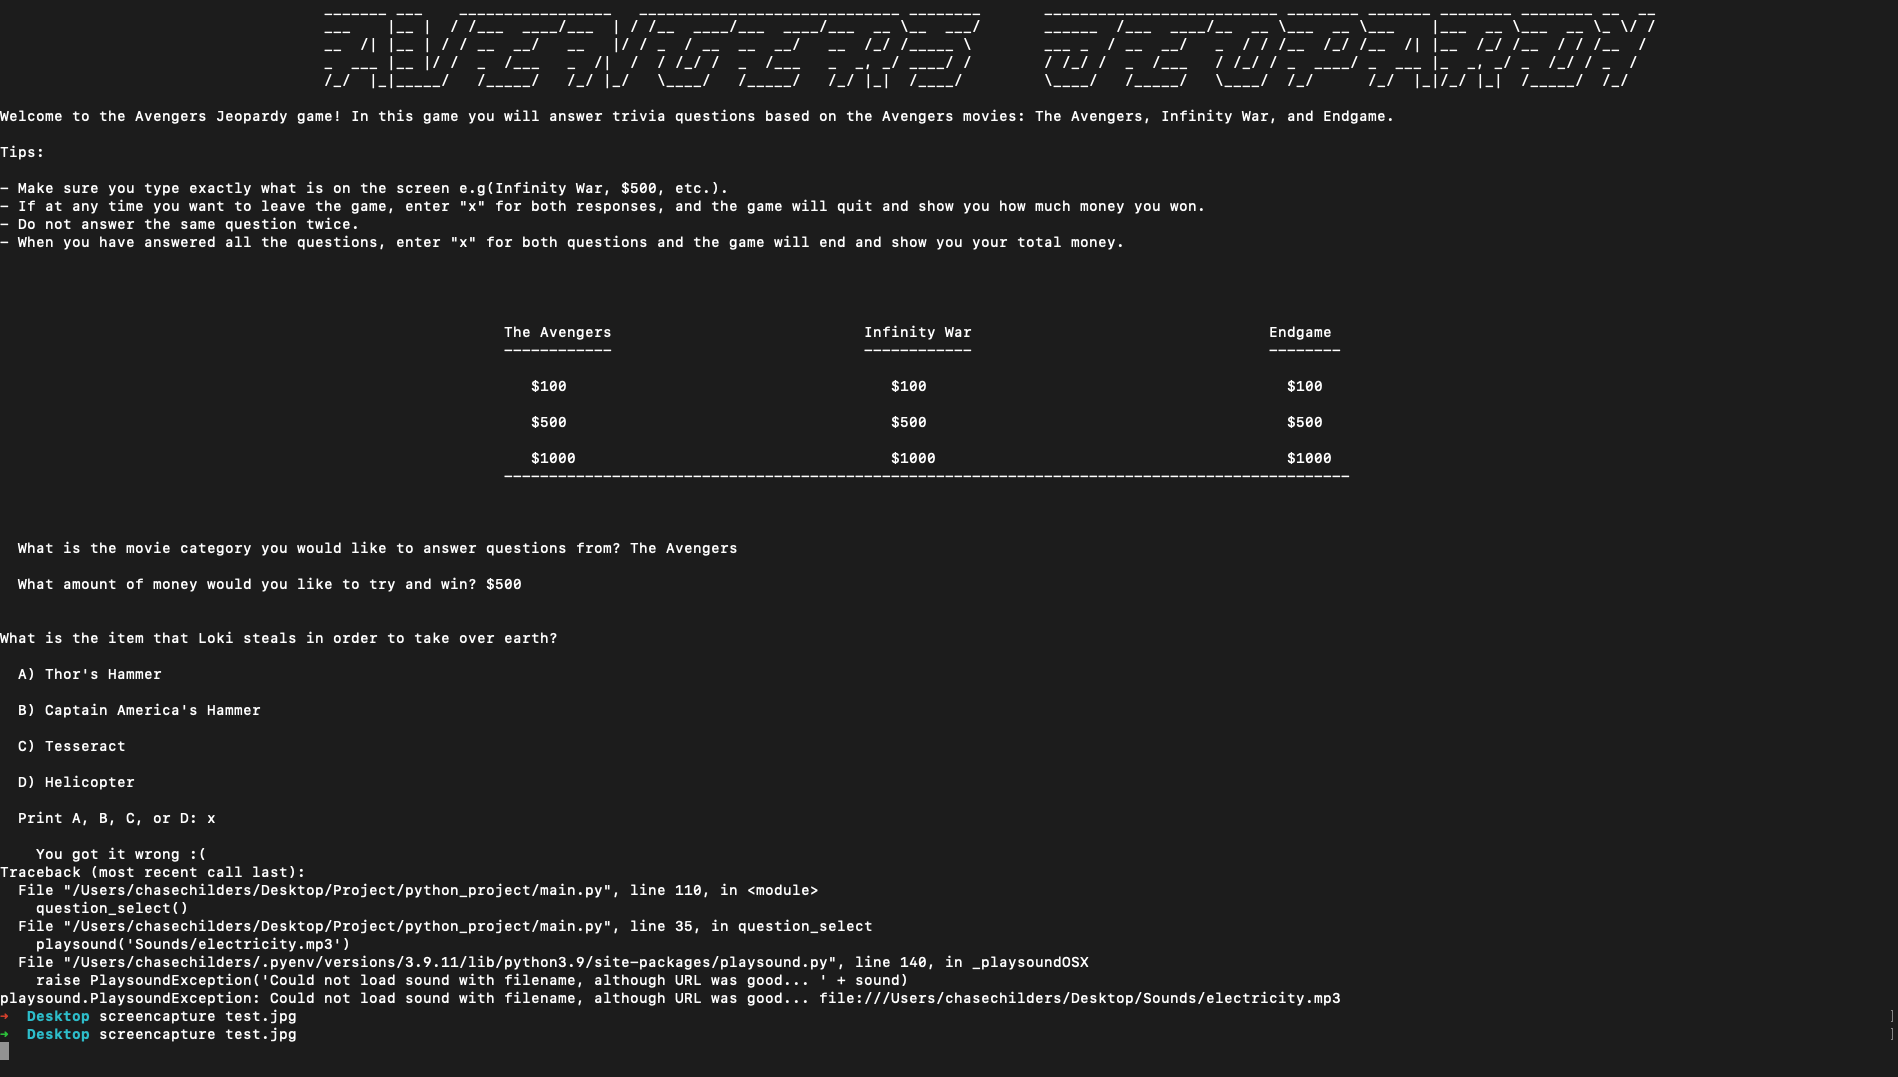 Welcome to the Avengers Jeopardy game! In this game you will answer trivia questions based on the Avengers movies: The Avengers, Infinity War, and Endgame.
Tips:
- Make sure you type exactly what is on the screen e.g(Infinity War, $500, etc.).
- If at any time you want to leave the game, enter "x" for both responses, and the game will quit and show you how much money you won.
- Do not answer the same question twice.
- When you have answered all the questions, enter "x" for both questions and the game will end and show you your total money.
The Avengers Infinity War Endgame
------------ ------------ --------
$100 $100 $100
$500 $500 $500
$1000 $1000 $1000
----------------------------------------------------------------------------------------------
What is the movie category you would like to answer questions from? The Avengers
What amount of money would you like to try and win? $500
What is the item that Loki steals in order to take over earth?
A) Thor's Hammer
B) Captain America's Hammer
C) Tesseract
D) Helicopter
Print A, B, C, or D: x
You got it wrong :(
Traceback (most recent call last):
File "/Users/chasechilders/Desktop/Project/python_project/main.py", line 110, in <module>
question_select()
File "/Users/chasechilders/Desktop/Project/python_project/main.py", line 35, in question_select
playsound('Sounds/electricity.mp3')
File "/Users/chasechilders/.pyenv/versions/3.9.11/lib/python3.9/site-packages/playsound.py", line 140, in _playsoundOSX
raise PlaysoundException('Could not load sound with filename, although URL was good... ' + sound)
playsound.PlaysoundException: Could not load sound with filename, although URL was good... file:///Users/chasechilders/Desktop/Sounds/electricity.mp3
➜ Desktop screencapture test.jpg
➜ Desktop screencapture test.jpg